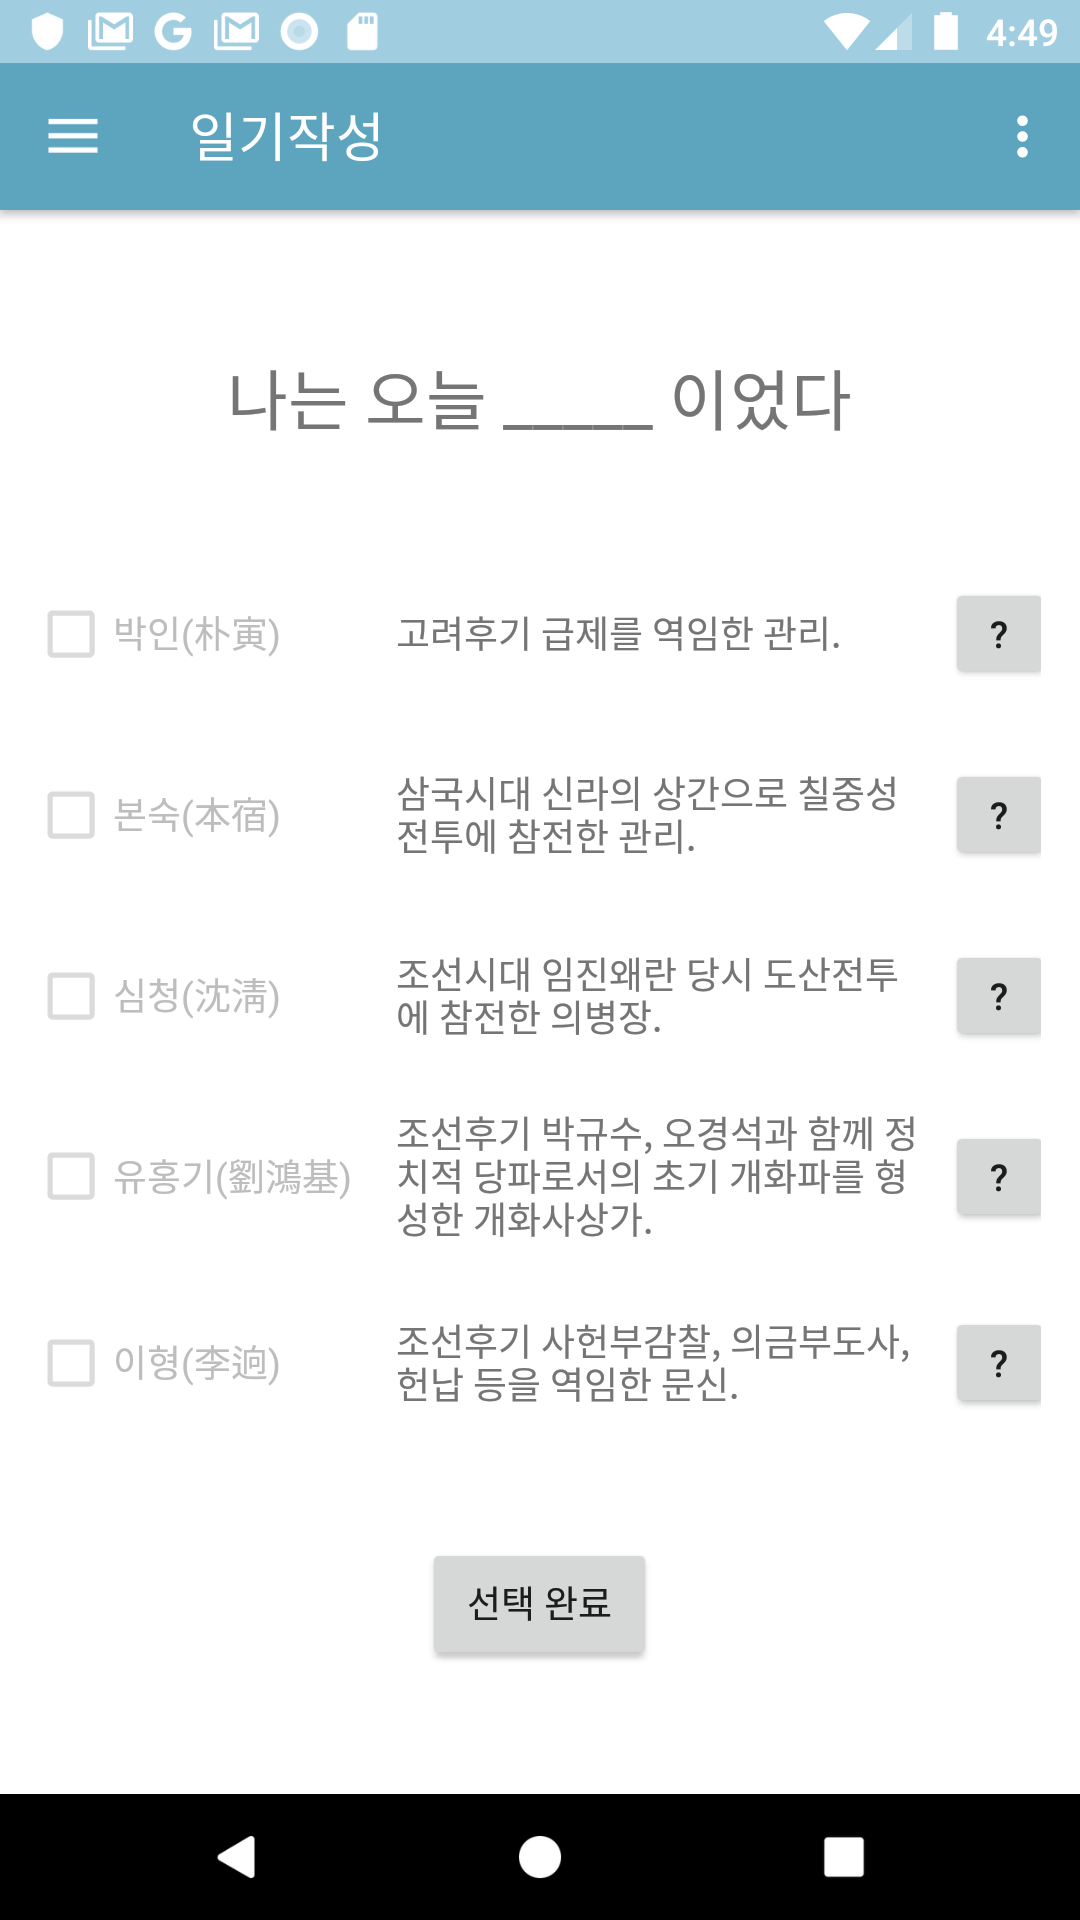 4:49
일기작성
나는 오늘 _____ 이었다
박인(朴寅)
고려후기 급제를 역임한 관리.
?
본숙(本宿)
삼국시대 신라의 상간으로 칠중성
전투에 참전한 관리.
?
심청(沈淸)
조선시대 임진왜란 당시 도산전투
에 참전한 의병장.
?
유홍기(劉鴻基)
조선후기 박규수, 오경석과 함께 정
치적 당파로서의 초기 개화파를 형
성한 개화사상가.
?
이형(李逈)
조선후기 사헌부감찰, 의금부도사,
헌납 등을 역임한 문신.
?
선택 완료